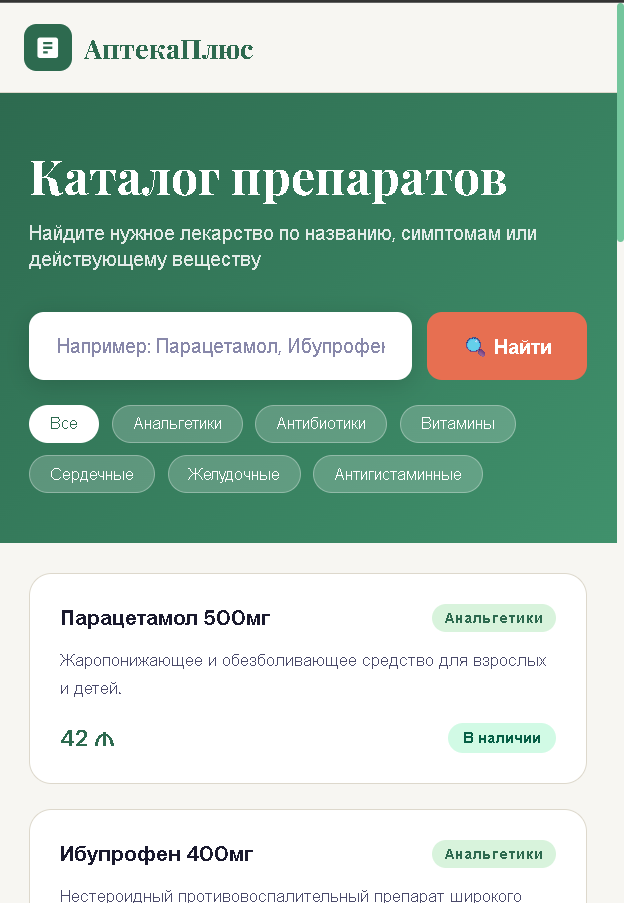 АптекаПлюс
Каталог препаратов
Найдите нужное лекарство по названию, симптомам или
действующему веществу
Например: Парацетамол, Ибупрофен
Найти
Все
Анальгетики
Антибиотики
Витамины
Сердечные
Желудочные
Антигистаминные
Парацетамол 500мг
Анальгетики
Жаропонижающее и обезболивающее средство для взрослых
и детей.
42 ₼
В наличии
Ибупрофен 400мг
Анальгетики
Нестероидный противовоспалительный препарат широкого